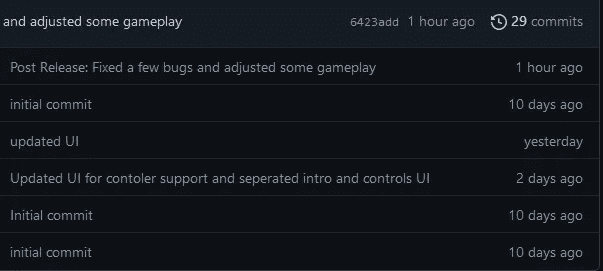 and adjusted some gameplay 6423add 1 hour ago 29 commits
Post Release: Fixed a few bugs and adjusted some gameplay 1 hour ago
initial commit 10 days ago
updated UI yesterday
Updated UI for contoler support and seperated intro and controls UI 2 days ago
Initial commit 10 days ago
initial commit 10 days ago